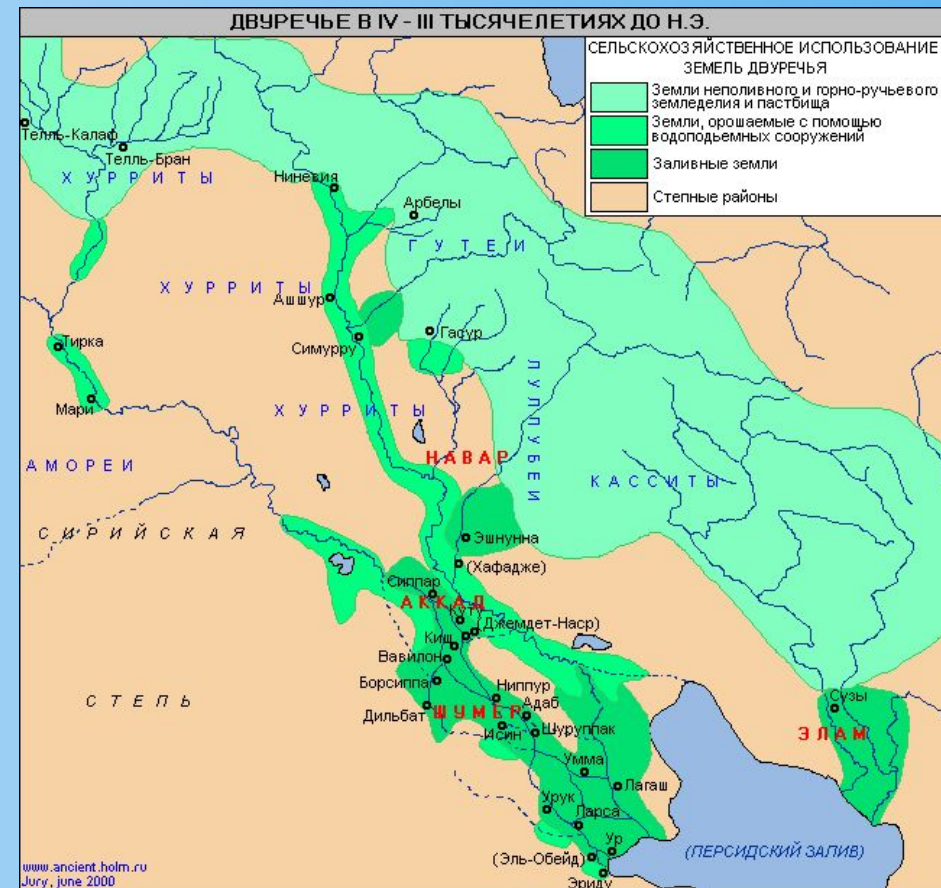 ДВУРЕЧЬЕ В IV - III ТЫСЯЧЕЛЕТИЯХ ДО Н.Э.
СЕЛЬСКОХОЗЯЙСТВЕННОЕ ИСПОЛЬЗОВАНИЕ
ЗЕМЕЛЬ ДВУРЕЧЬЯ
Земли неполивного и горно-ручьевого
земледелия и пастбища
Земли, орошаемые с помощью
водоподьемных сооружений
Заливные земли
Степные районы
Телль-Калаф
Телль-Бран
ХУРРИТЫ
Ниневия
Арбелы
ГУТЕИ
ХУРРИТЫ
Ашшур
Гасур
Симурру
Тирка
ЛУЛЛУБЕИ
Мари
ХУРРИТЫ
НАВАР
АМОРЕИ
КАССИТЫ
СИРИЙСКАЯ
Эшнунна
(Хафадже)
Сиппар
АККАД
Куту
(Джемдет-Наср)
Киш
Вавилон
Борсиппа
СТЕПЬ
Ниппур
Сузы
Дильбат
ШУМЕР
Адаб
Исин
Шуруппак
ЭЛАМ
Умма
Лагаш
Урук
Ларса
Ур
(Эль-Обейд)
(ПЕРСИДСКИЙ ЗАЛИВ)
Эриду
www.ancient.holm.ru
Jury, june 2000